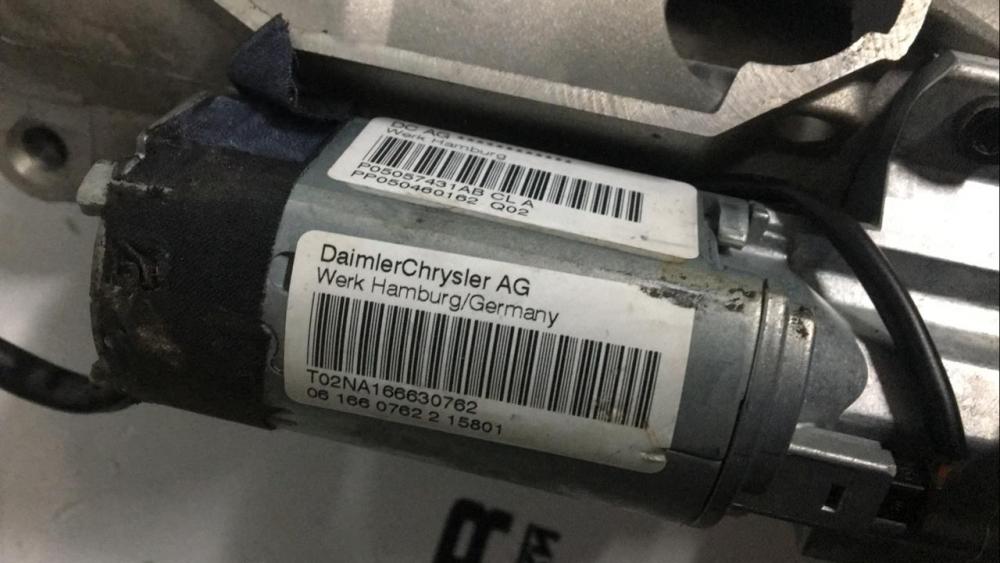 DC AG ************
Werk Hamburg
P05057431AB CL A
PP050460162 Q02
DaimlerChrysler AG
Werk Hamburg/Germany
T02NA166630762
06 166 0762 2 15801